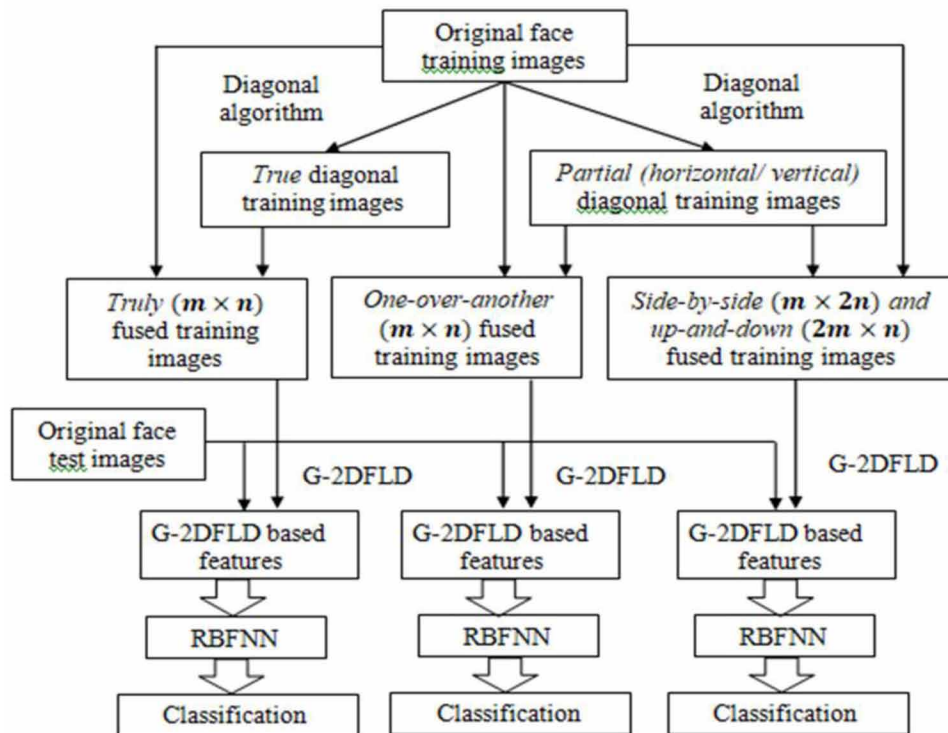 Original face
training images
Diagonal
algorithm
Diagonal
algorithm
True diagonal
training images
Partial (horizontal/ vertical)
diagonal training images
Truly (m × n)
fused training
images
One-over-another
(m × n) fused
training images
Side-by-side (m × 2n) and
up-and-down (2m × n)
fused training images
Original face
test images
G-2DFLD
G-2DFLD
G-2DFLD
G-2DFLD based
features
G-2DFLD based
features
G-2DFLD based
features
RBFNN
RBFNN
RBFNN
Classification
Classification
Classification